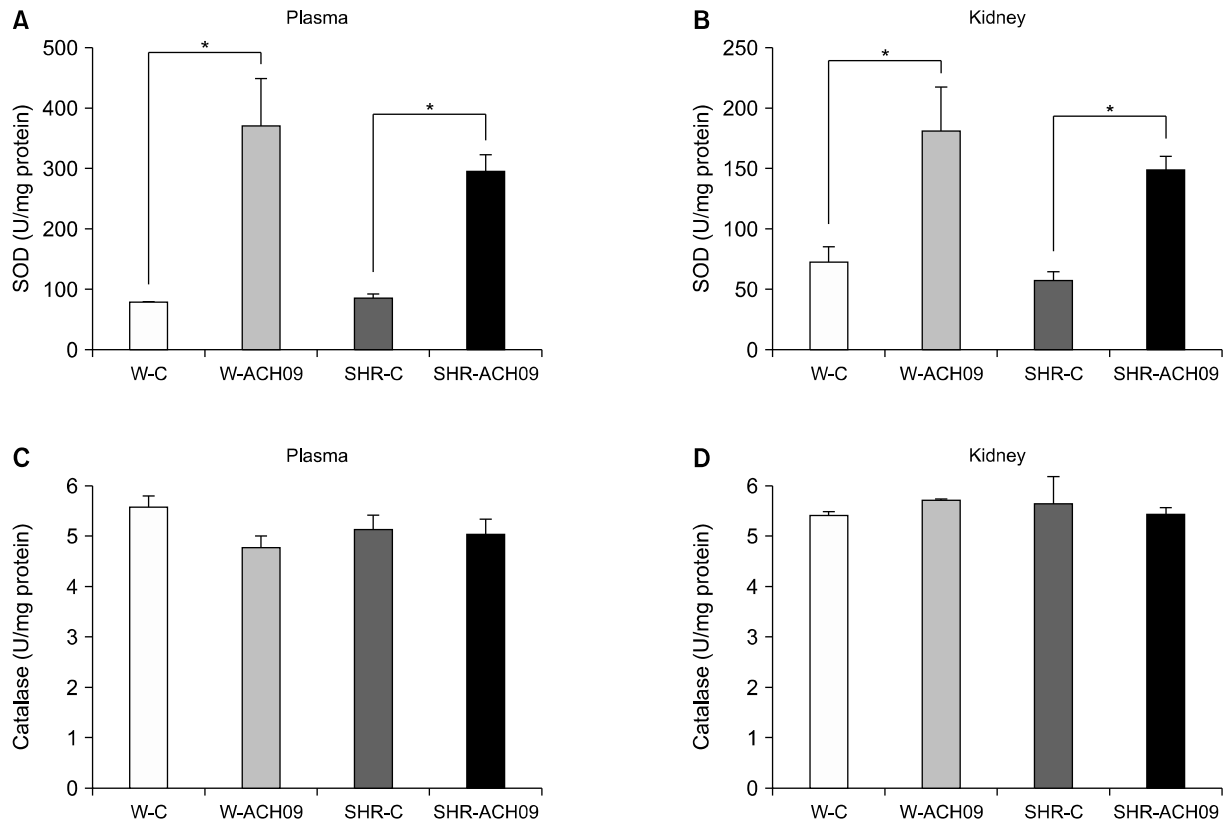 A
Plasma
SOD (U/mg protein)
500
400
300
200
100
0
*
*
W-C
W-ACH09
SHR-C
SHR-ACH09
B
Kidney
SOD (U/mg protein)
250
200
150
100
50
0
*
*
W-C
W-ACH09
SHR-C
SHR-ACH09
C
Plasma
Catalase (U/mg protein)
6
5
4
3
2
1
0
W-C
W-ACH09
SHR-C
SHR-ACH09
D
Kidney
Catalase (U/mg protein)
6
5
4
3
2
1
0
W-C
W-ACH09
SHR-C
SHR-ACH09